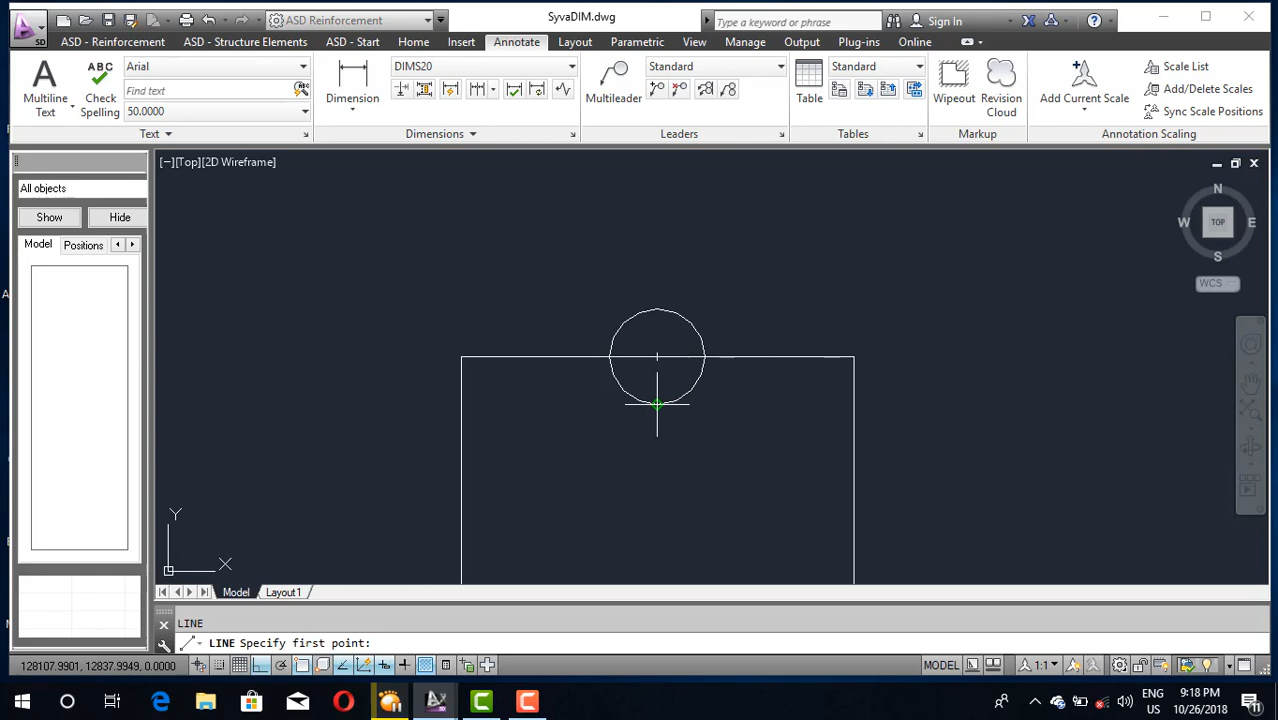 ASD Reinforcement
SyvaDIM.dwg
Type a keyword or phrase
Sign In
ASD - Reinforcement
ASD - Structure Elements
ASD - Start
Home
Insert
Annotate
Layout
Parametric
View
Manage
Output
Plug-ins
Online
Multiline Text
ABC
Check Spelling
Arial
Find text
50.0000
Text
Dimension
DIMS20
Dimensions
Multileader
Standard
Leaders
Table
Standard
Tables
Wipeout
Revision Cloud
Markup
Add Current Scale
Scale List
Add/Delete Scales
Sync Scale Positions
Annotation Scaling
All objects
Show
Hide
Model
Positions
[−][Top][2D Wireframe]
N
W
TOP
E
S
WCS
Y
X
Model
Layout1
LINE
LINE Specify first point:
128107.9901, 12837.9949, 0.0000
MODEL
1:1
ENG
US
9:18 PM
10/26/2018